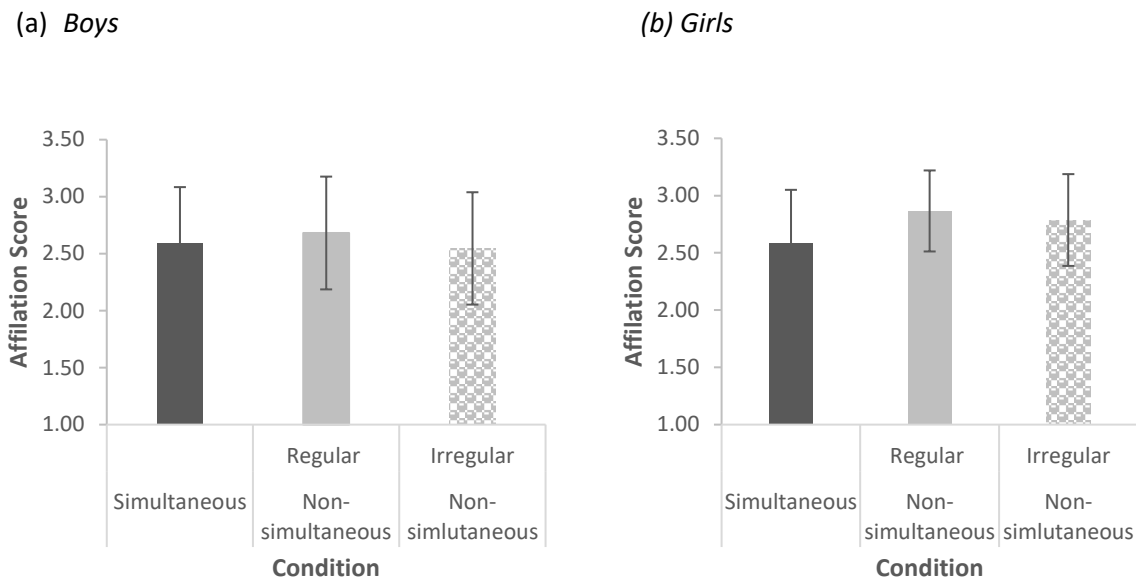 (a) Boys
(b) Girls
3.50
3.00
2.50
2.00
1.50
1.00
Affilation Score
Regular
Irregular
Simultaneous
Non-
simultaneous
Non-
simlutaneous
Condition
3.50
3.00
2.50
2.00
1.50
1.00
Affilation Score
Regular
Irregular
Simultaneous
Non-
simultaneous
Non-
simlutaneous
Condition